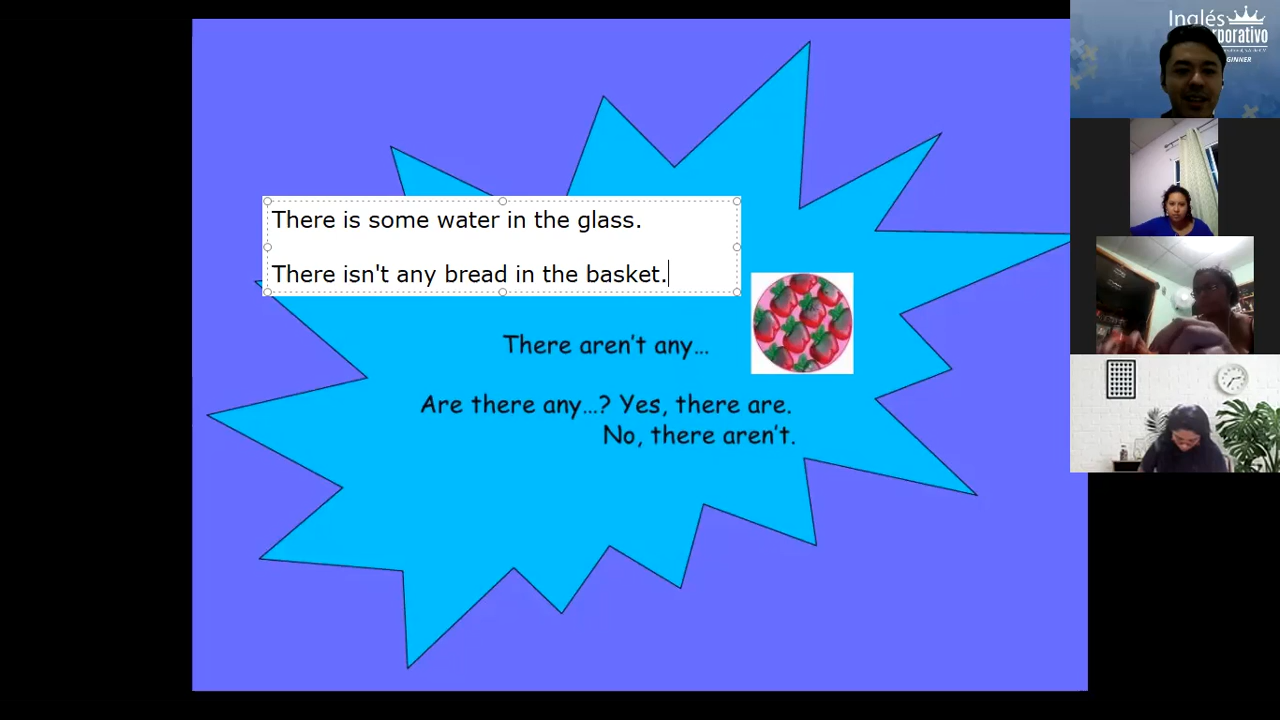 There is some water in the glass.
There isn't any bread in the basket.
There aren't any...
Are there any...? Yes, there are.
No, there aren't.
Inglés